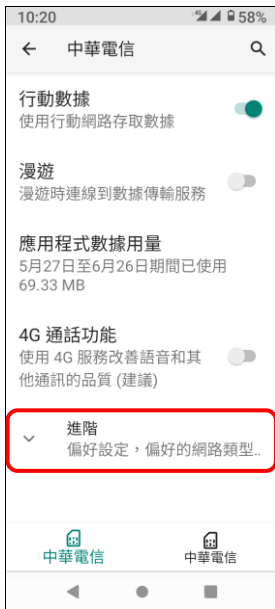 10:20 4G 58%
中華電信
行動數據
使用行動網路存取數據
漫遊
漫遊時連線到數據傳輸服務
應用程式數據用量
5月27日至6月26日期間已使用
69.33 MB
4G 通話功能
使用 4G 服務改善語音和其
他通訊的品質 (建議)
進階
偏好設定，偏好的網路類型..
中華電信 中華電信